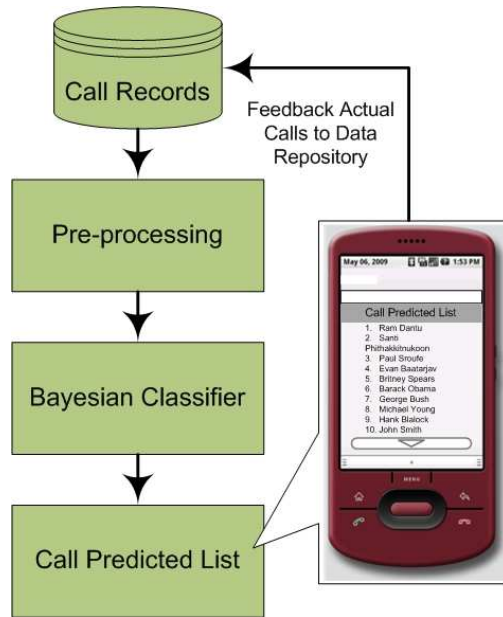 Call Records
Feedback Actual
Calls to Data
Repository
Pre-processing
Bayesian Classifier
Call Predicted List
May 06, 2009
1:53 PM
Call Predicted List
1. Ram Dantu
2. Santi
Phithakkitnukoon
3. Paul Sroufe
4. Evan Baatarjav
5. Britney Spears
6. Barack Obama
7. George Bush
8. Michael Young
9. Hank Blalock
10. John Smith
MENU